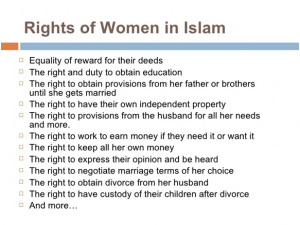 Rights of Women in Islam
Equality of reward for their deeds
The right and duty to obtain education
The right to obtain provisions from her father or brothers
until she gets married
The right to have their own independent property
The right to provisions from the husband for all her needs
and more.
The right to work to earn money if they need it or want it
The right to keep all her own money
The right to express their opinion and be heard
The right to negotiate marriage terms of her choice
The right to obtain divorce from her husband
The right to have custody of their children after divorce
And more…